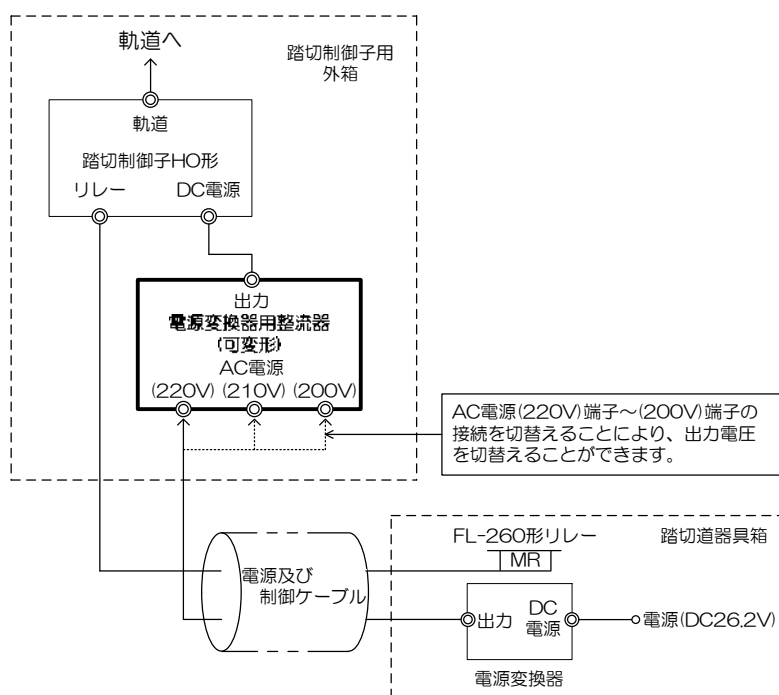 軌道へ
踏切制御子用
外箱
軌道
踏切制御子HO形
リレー DC電源
出力
電源変換器用整流器
(可変形)
AC電源
(220V) (210V) (200V)
AC電源(220V)端子～(200V)端子の
接続を切替えることにより、出力電圧
を切替えることができます。
FL-260形リレー
踏切道器具箱
MR
電源及び
制御ケーブル
出力
DC
電源
電源(DC26.2V)
電源変換器